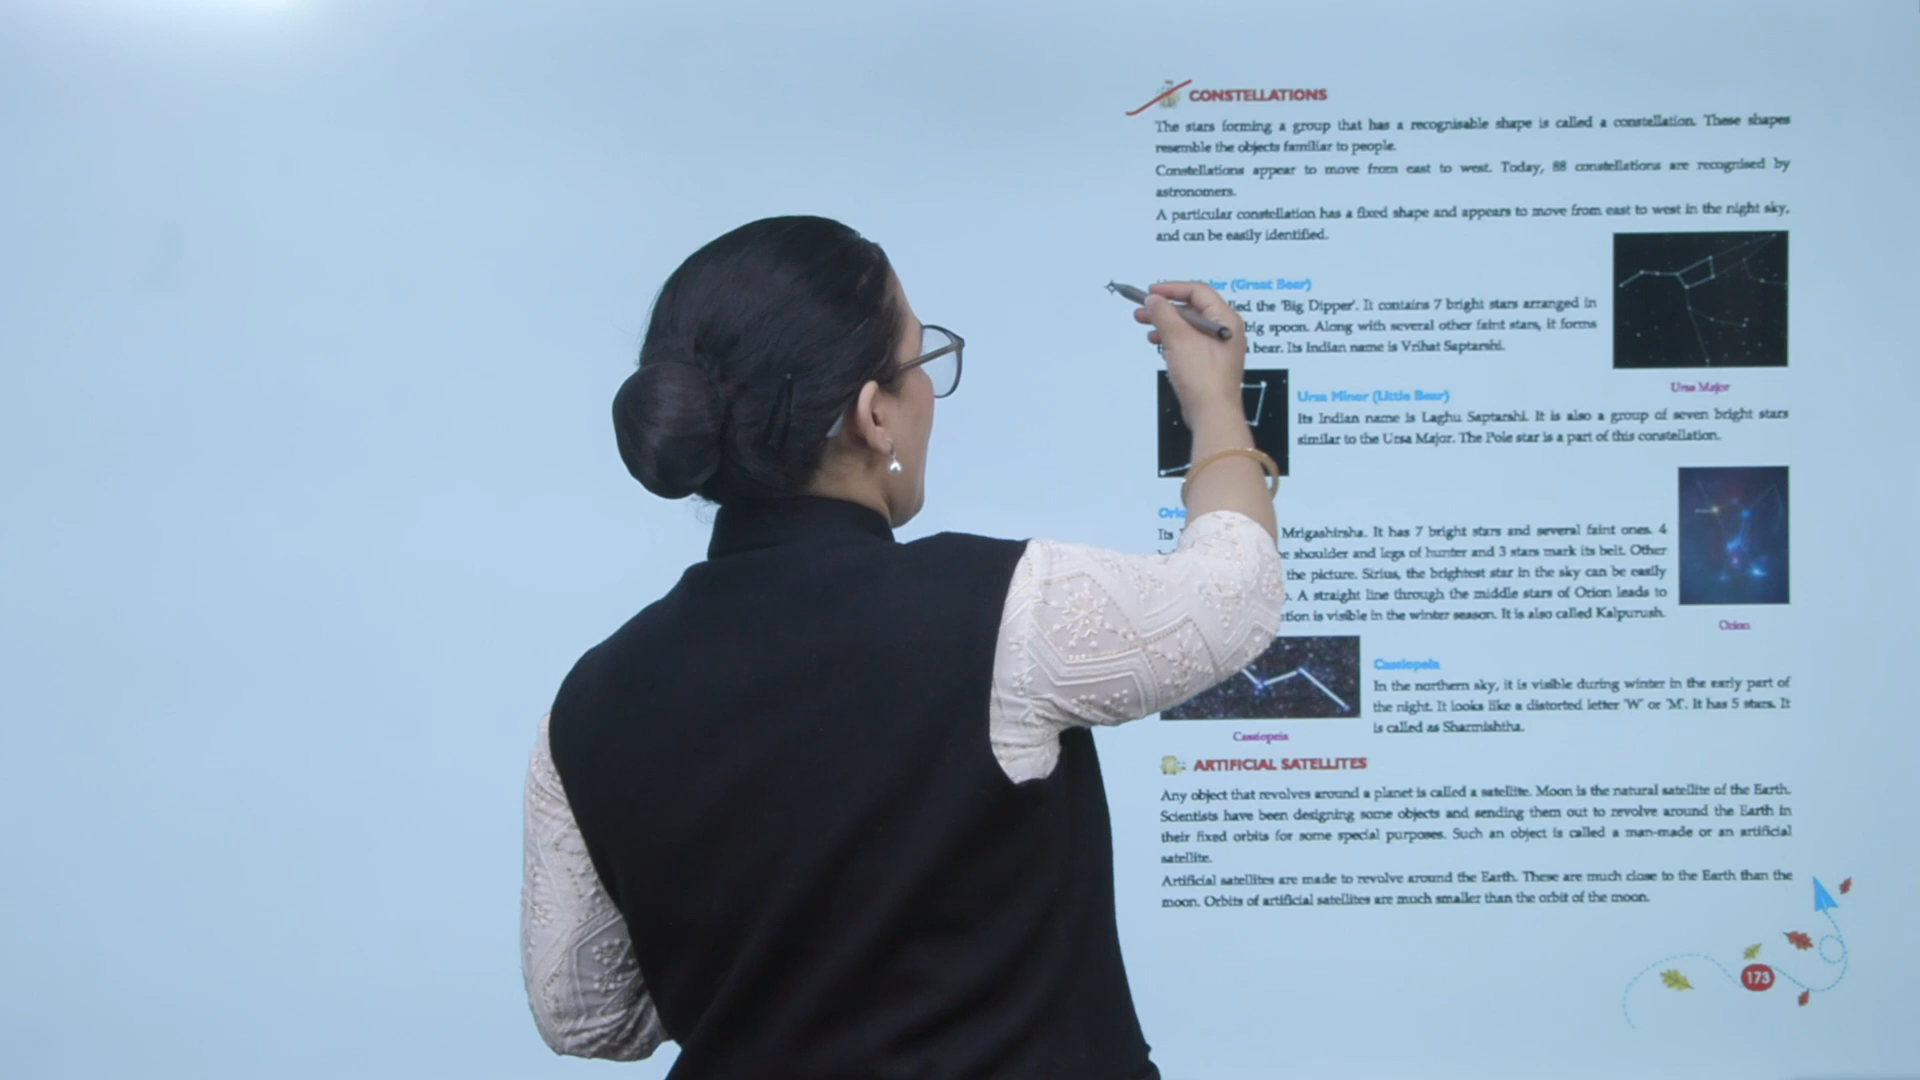 CONSTELLATIONS
The stars forming a group that has a recognisable shape is called a constellation. These shapes
resemble the objects familiar to people.
Constellations appear to move from east to west. Today, 88 constellations are recognised by
astronomers.
A particular constellation has a fixed shape and appears to move from east to west in the night sky,
and can be easily identified.
(Great Bear)
the 'Big Dipper'. It contains 7 bright stars arranged in
big spoon. Along with several other faint stars, it forms
bear. Its Indian name is Vrihat Saptarshi.
Ursa Major
Ursa Minor (Little Bear)
Its Indian name is Laghu Saptarshi. It is also a group of seven bright stars
similar to the Ursa Major. The Pole star is a part of this constellation.
Its
Mrigashirsha. It has 7 bright stars and several faint ones. 4
shoulder and legs of hunter and 3 stars mark its belt. Other
the picture. Sirius, the brightest star in the sky can be easily
A straight line through the middle stars of Orion leads to
is visible in the winter season. It is also called Kalpurush.
Orion
Cassiopeia
In the northern sky, it is visible during winter in the early part of
the night. It looks like a distorted letter 'W' or 'M'. It has 5 stars. It
is called as Sharmishtha.
Cassiopeia
ARTIFICIAL SATELLITES
Any object that revolves around a planet is called a satellite. Moon is the natural satellite of the Earth.
Scientists have been designing some objects and sending them out to revolve around the Earth in
their fixed orbits for some special purposes. Such an object is called a man-made or an artificial
satellite.
Artificial satellites are made to revolve around the Earth. These are much close to the Earth than the
moon. Orbits of artificial satellites are much smaller than the orbit of the moon.
173